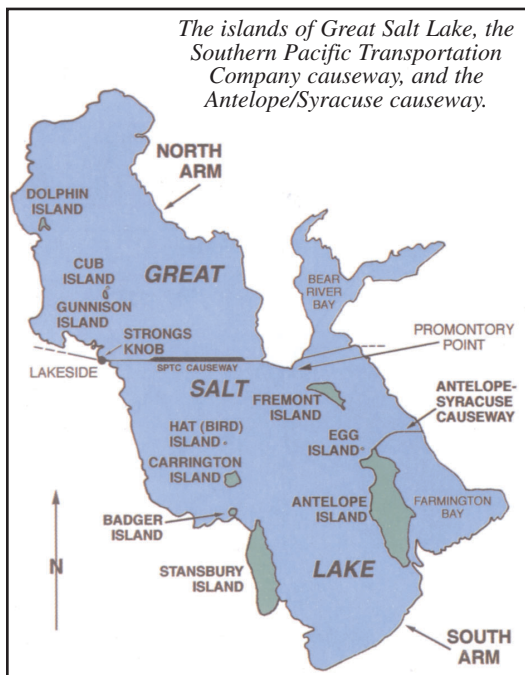 The islands of Great Salt Lake, the
Southern Pacific Transportation
Company causeway, and the
Antelope/Syracuse causeway.
NORTH
ARM
DOLPHIN
ISLAND
CUB
ISLAND
GUNNISON
ISLAND
GREAT
BEAR
RIVER
BAY
STRONGS
KNOB
PROMONTORY
POINT
LAKESIDE
SPTC CAUSEWAY
SALT
FREMONT
ISLAND
ANTELOPE-
SYRACUSE
CAUSEWAY
HAT (BIRD)
ISLAND
EGG
ISLAND
CARRINGTON
ISLAND
ANTELOPE
ISLAND
FARMINGTON
BAY
BADGER
ISLAND
N
STANSBURY
ISLAND
LAKE
SOUTH
ARM